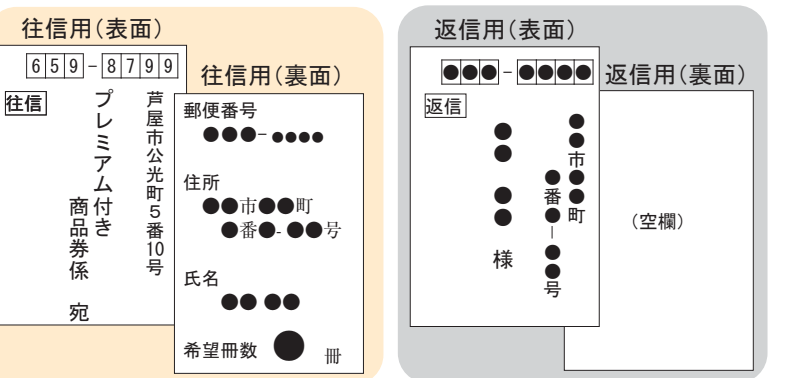 往信用（表面）
659-8799
往信
芦屋市公光町5番10号
プレミアム付き
商品券係　宛
往信用（裏面）
郵便番号
●●●-●●●●
住所
●●市●●町
●番●-●●号
氏名
●●●●
希望冊数 ● 冊
返信用（表面）
●●●-●●●●
返信
●●市●●町
●番●－●●号
●●　●●　様
返信用（裏面）
（空欄）